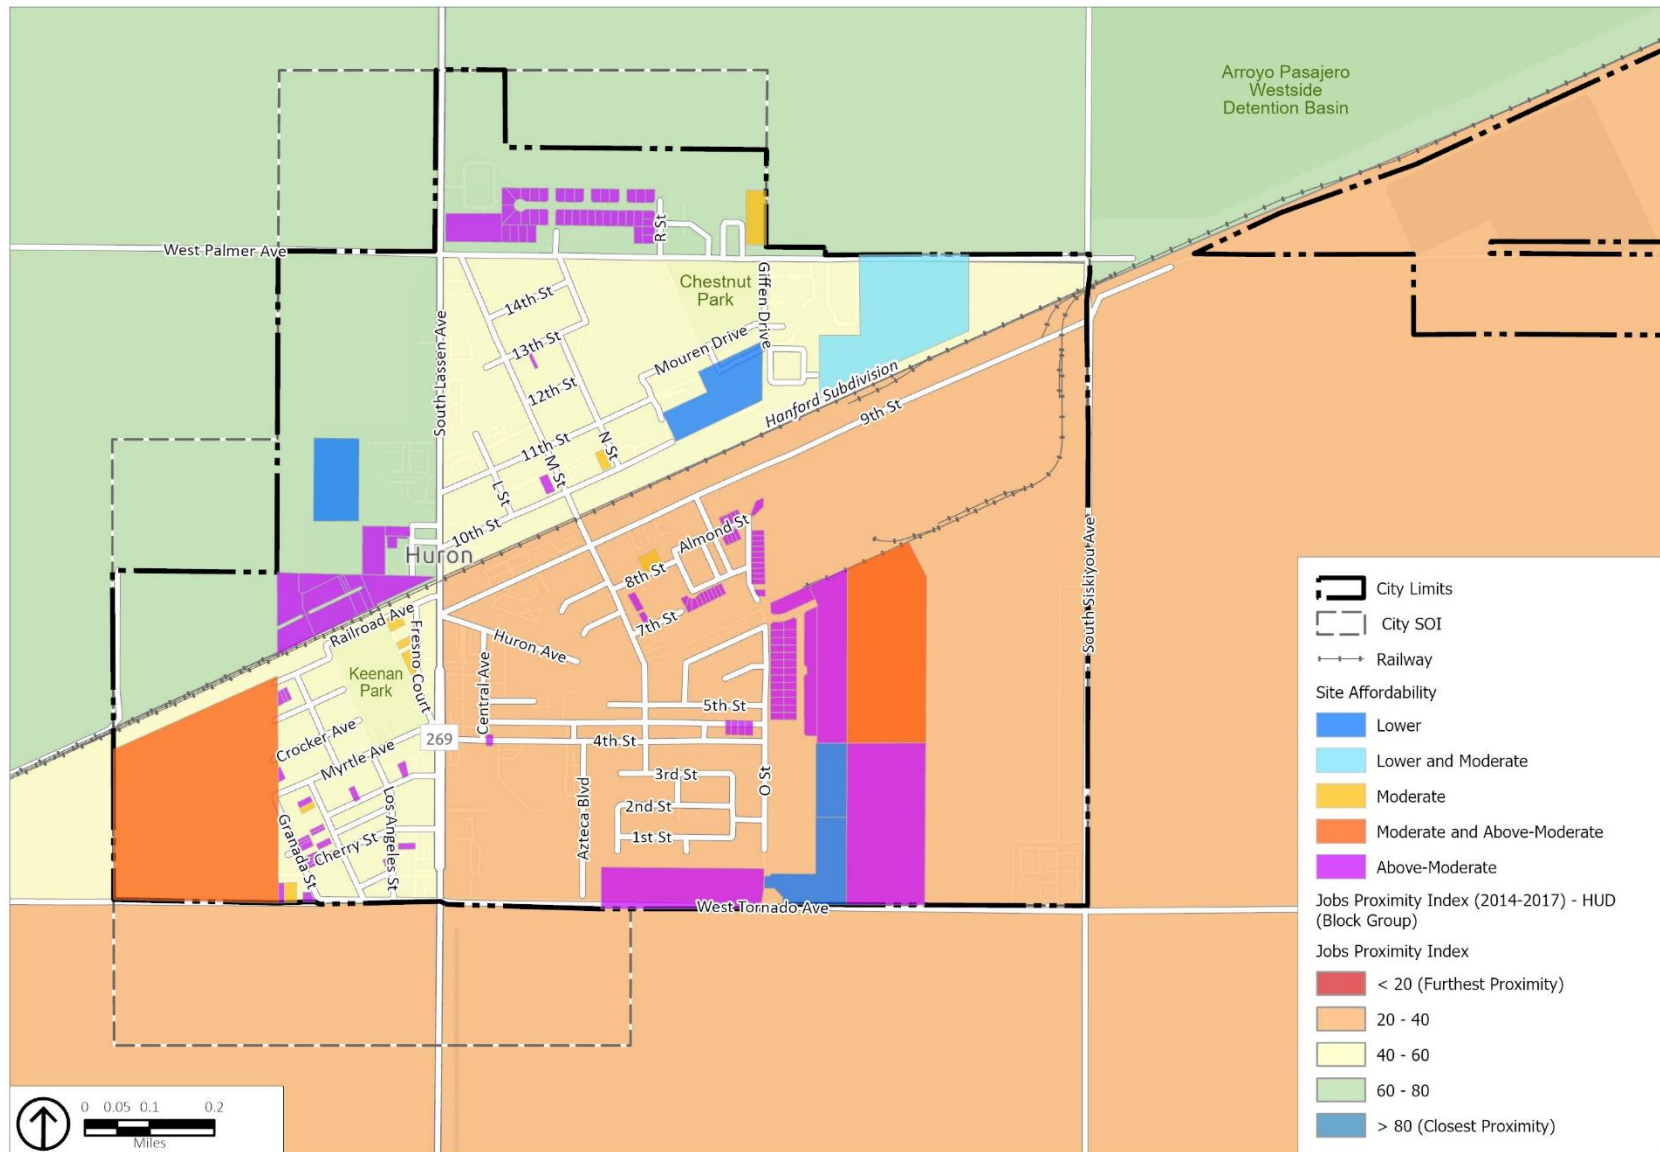 Arroyo Pasajero
Westside
Detention Basin
West Palmer Ave
R St
Chestnut
Park
Giffen Drive
14th St
13th St
12th St
11th St
10th St
South Lassen Ave
Mouren Drive
N St
M St
L St
Hanford Subdivision
9th St
Huron
Almond St
8th St
7th St
South Siskiyou Ave
Railroad Ave
Fresno Court
Huron Ave
Central Ave
Keenan
Park
5th St
4th St
269
Crocker Ave
Myrtle Ave
3rd St
2nd St
1st St
O St
Azteca Blvd
Los Angeles St
Granada St
Cherry St
West Tornado Ave
City Limits
City SOI
Railway
Site Affordability
Lower
Lower and Moderate
Moderate
Moderate and Above-Moderate
Above-Moderate
Jobs Proximity Index (2014-2017) - HUD
(Block Group)
Jobs Proximity Index
< 20 (Furthest Proximity)
20 - 40
40 - 60
60 - 80
> 80 (Closest Proximity)
0 0.05 0.1 0.2
Miles